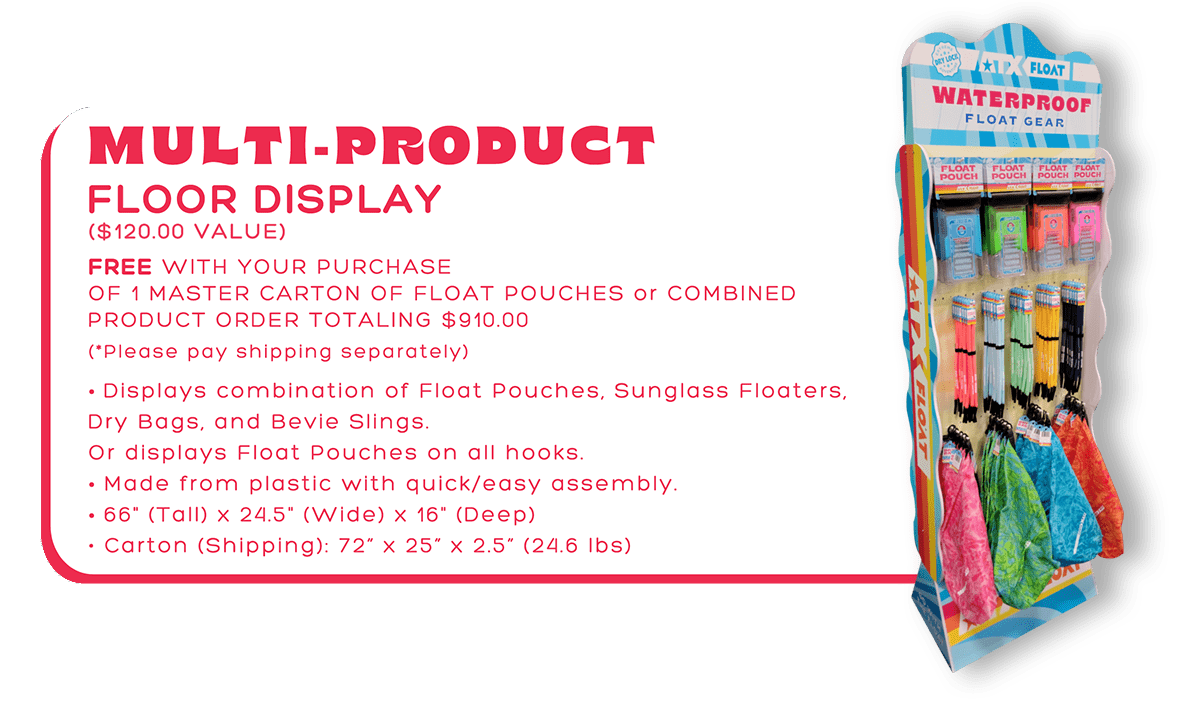 MULTI-PRODUCT
FLOOR DISPLAY
($120.00 VALUE)
FREE WITH YOUR PURCHASE
OF 1 MASTER CARTON OF FLOAT POUCHES or COMBINED
PRODUCT ORDER TOTALING $910.00
(*Please pay shipping separately)
• Displays combination of Float Pouches, Sunglass Floaters,
Dry Bags, and Bevie Slings.
Or displays Float Pouches on all hooks.
• Made from plastic with quick/easy assembly.
• 66" (Tall) x 24.5" (Wide) x 16" (Deep)
• Carton (Shipping): 72” x 25” x 2.5” (24.6 lbs)
DRY LOCK
ATX FLOAT
WATERPROOF
FLOAT GEAR
FLOAT POUCH
FLOAT POUCH
FLOAT POUCH
FLOAT POUCH
ATX FLOAT